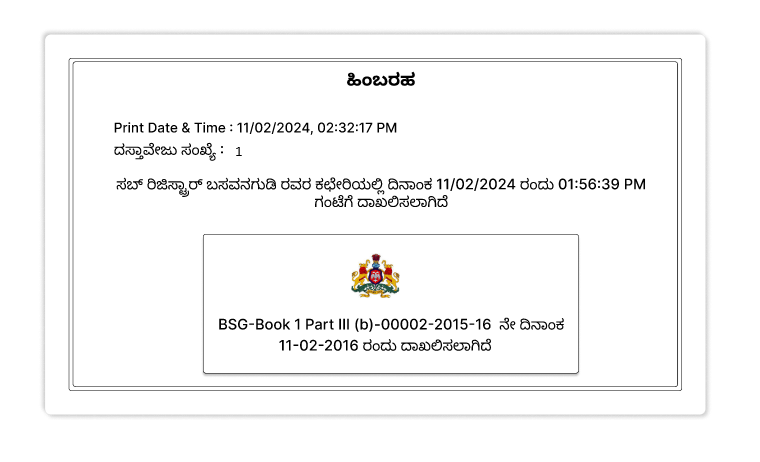 ಹಿಂಬರಹ
Print Date & Time : 11/02/2024, 02:32:17 PM
ದಸ್ತಾವೇಜು ಸಂಖ್ಯೆ : 1
ಸಬ್ ರಿಜಿಸ್ಟ್ರಾರ್ ಬಸವನಗುಡಿ ರವರ ಕಛೇರಿಯಲ್ಲಿ ದಿನಾಂಕ 11/02/2024 ರಂದು 01:56:39 PM
ಗಂಟೆಗೆ ದಾಖಲಿಸಲಾಗಿದೆ
BSG-Book 1 Part III (b)-00002-2015-16 ನೇ ದಿನಾಂಕ
11-02-2016 ರಂದು ದಾಖಲಿಸಲಾಗಿದೆ